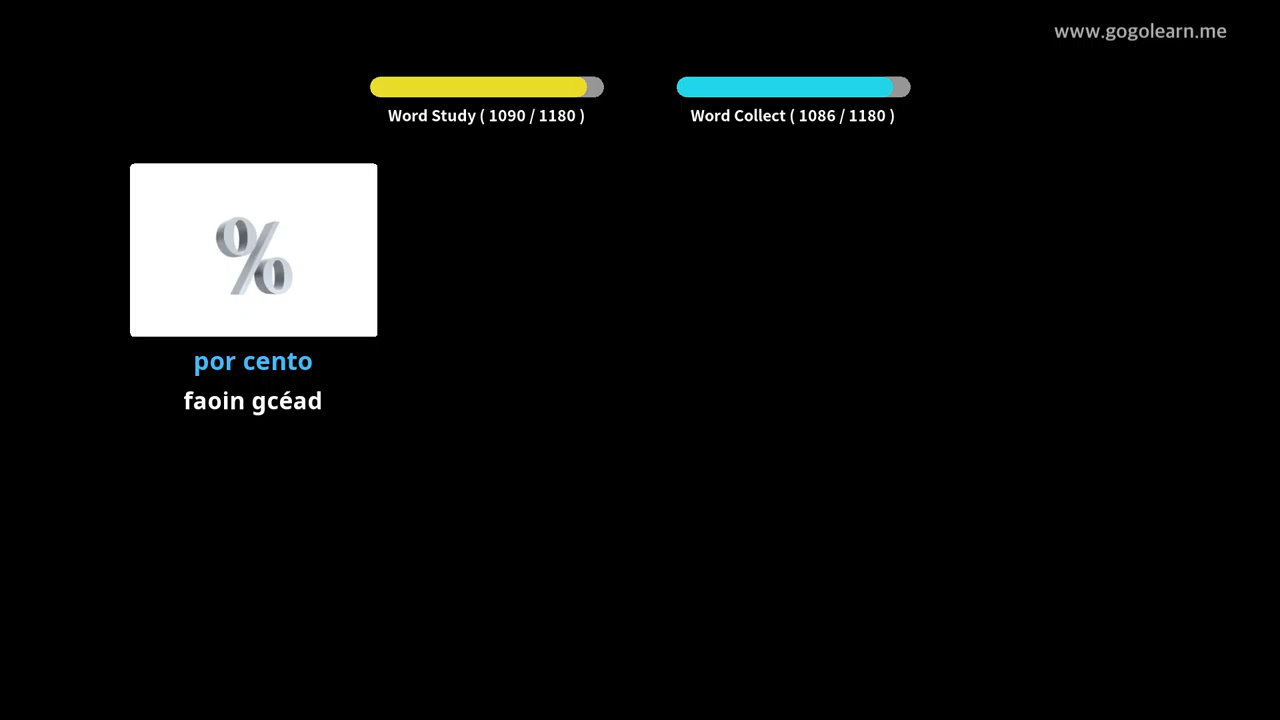 www.gogolearn.me
Word Study ( 1090 / 1180 )
Word Collect ( 1086 / 1180 )
%
por cento
faoin gcéad